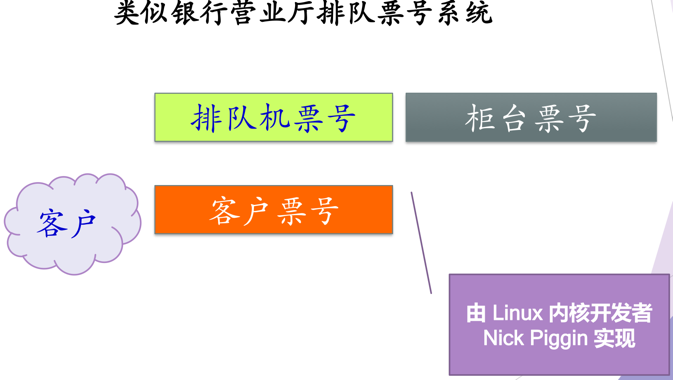 类似银行营业厅排队票号系统
排队机票号
柜台票号
客户
客户票号
由 Linux 内核开发者
Nick Piggin 实现